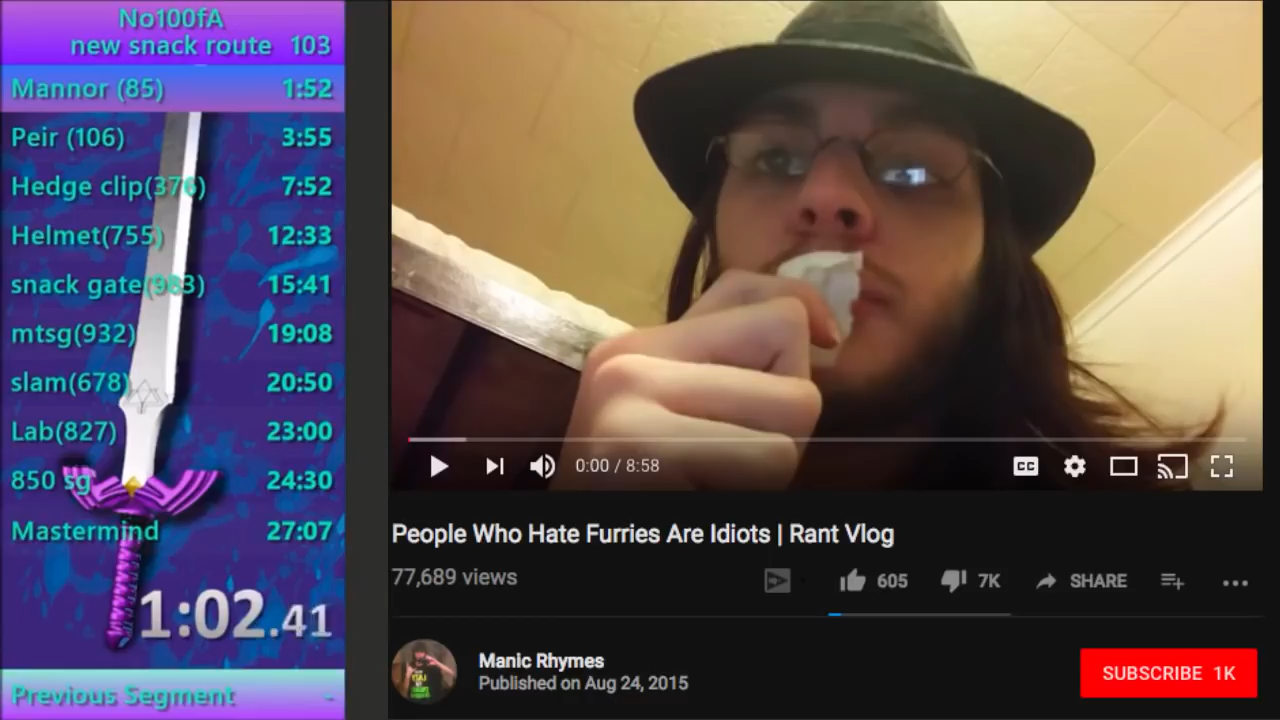 No100fA
new snack route 103
Mannor (85) 1:52
Peir (106) 3:55
Hedge clip(376) 7:52
Helmet(755) 12:33
snack gate(983) 15:41
mtsg(932) 19:08
slam(678) 20:50
Lab(827) 23:00
850 sg 24:30
Mastermind 27:07
1:02.41
Previous Segment -
0:00 / 8:58
CC
People Who Hate Furries Are Idiots | Rant Vlog
77,689 views
605 7K SHARE
Manic Rhymes
Published on Aug 24, 2015
SUBSCRIBE 1K